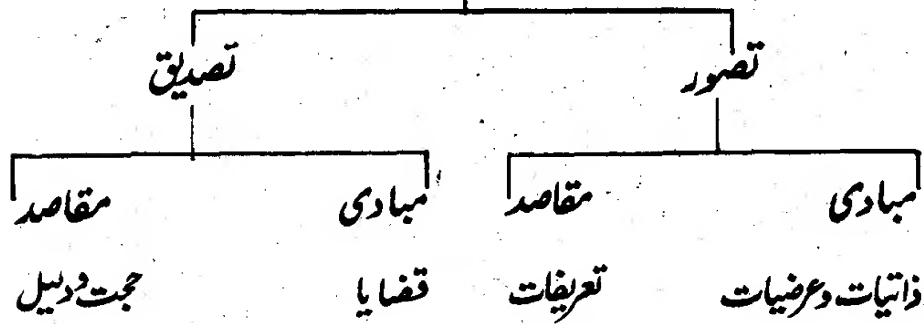 تصور تصدیق
مبادی مقاصد مبادی مقاصد
ذاتیات وعرضیات تعریفات قضایا حجت ودلیل